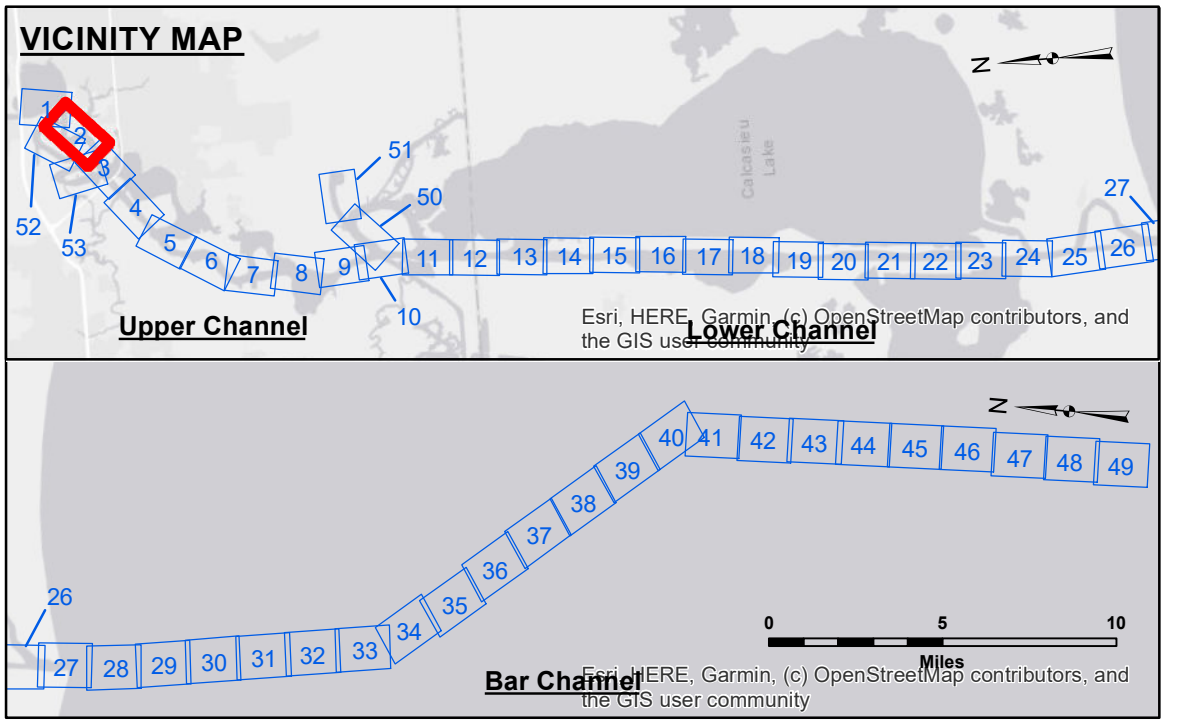 VICINITY MAP
N
Calcasieu
Lake
1
2
3
4
5
6
7
8
9
10
11 12 13 14 15 16 17 18 19 20 21 22 23 24 25 26
27
50
51
52
53
Upper Channel
Lower Channel
Esri, HERE, Garmin, (c) OpenStreetMap contributors, and
the GIS user community
N
26
27 28 29 30 31 32 33
34
35
36
37
38
39
40 41 42 43 44 45 46 47 48 49
0 5 10
Miles
Bar Channel
Esri, HERE, Garmin, (c) OpenStreetMap contributors, and
the GIS user community